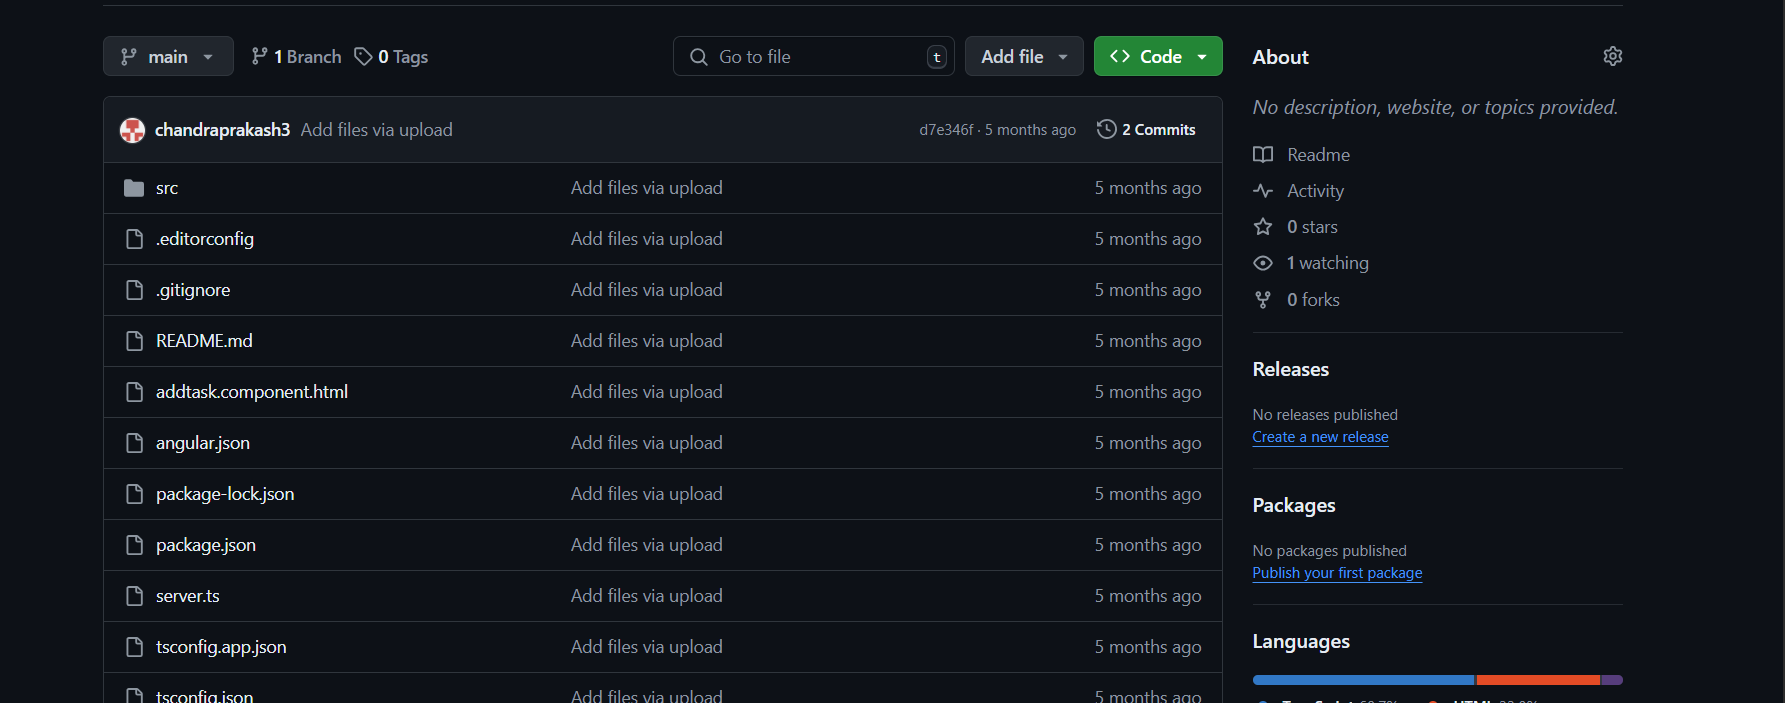 main 1 Branch 0 Tags Go to file t Add file Code
chandraprakash3 Add files via upload d7e346f · 5 months ago 2 Commits
src Add files via upload 5 months ago
.editorconfig Add files via upload 5 months ago
.gitignore Add files via upload 5 months ago
README.md Add files via upload 5 months ago
addtask.component.html Add files via upload 5 months ago
angular.json Add files via upload 5 months ago
package-lock.json Add files via upload 5 months ago
package.json Add files via upload 5 months ago
server.ts Add files via upload 5 months ago
tsconfig.app.json Add files via upload 5 months ago
tsconfig.json Add files via upload 5 months ago
About
No description, website, or topics provided.
Readme
Activity
0 stars
1 watching
0 forks
Releases
No releases published
Create a new release
Packages
No packages published
Publish your first package
Languages